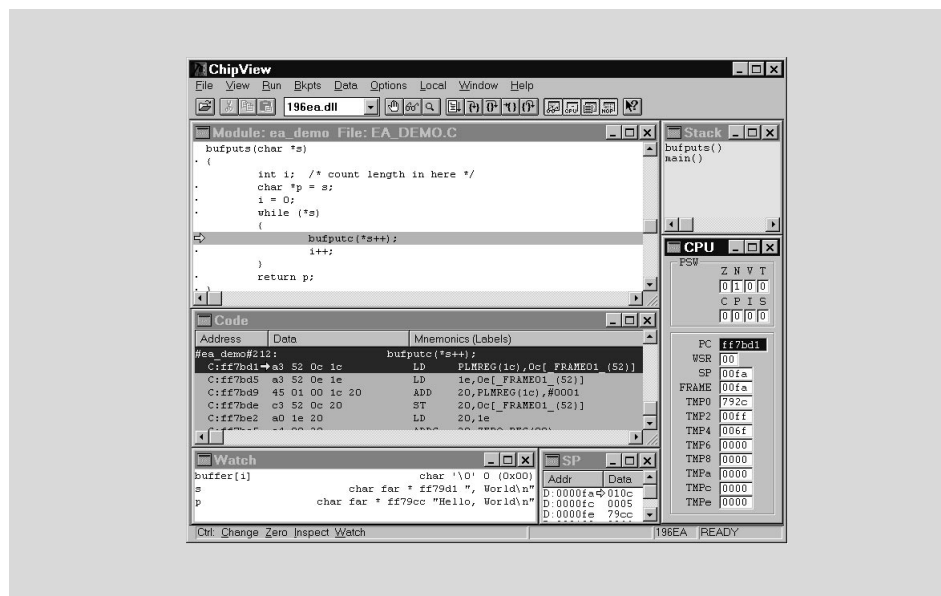 ChipView
File View Run Bkpts Data Options Local Window Help
196ea.dll
Module: ea_demo File: EA_DEMO.C
bufputs(char *s)
{
int i; /* count length in here */
char *p = s;
i = 0;
while (*s)
{
bufputc(*s++);
i++;
}
return p;
}
Stack
bufputs()
main()
CPU
PSW
Z N V T
0 1 0 0
C P I S
0 0 0 0
PC ff7bd1
WSR 00
SP 00fa
FRAME 00fa
TMP0 792c
TMP2 00ff
TMP4 006f
TMP6 0000
TMP8 0000
TMPa 0000
TMPc 0000
TMPe 0000
Code
Address Data Mnemonics (Labels)
#ea_demo#212: bufputc(*s++);
C:ff7bd1 a3 52 0c 1c LD PLMREG(1c),0c[_FRAME01_(52)]
C:ff7bd5 a3 52 0e 1e LD 1e,0e[_FRAME01_(52)]
C:ff7bd9 45 01 00 1c 20 ADD 20,PLMREG(1c),#0001
C:ff7bde c3 52 0c 20 ST 20,0c[_FRAME01_(52)]
C:ff7be2 a0 1e 20 LD 20,1e
Watch
buffer[i] char '\0' 0 (0x00)
s char far * ff79d1 ", World\n"
p char far * ff79cc "Hello, World\n"
SP
Addr Data
D:0000fa 010c
D:0000fc 0005
D:0000fe 79cc
Ctrl: Change Zero Inspect Watch
196EA READY